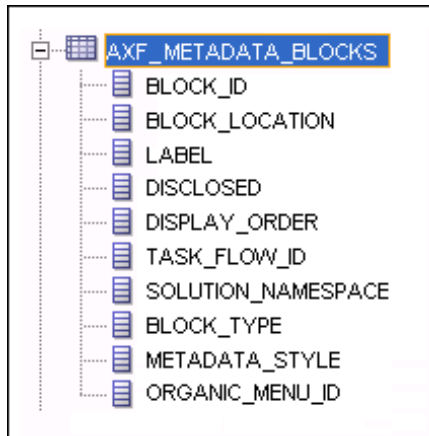 AXF_METADATA_BLOCKS
BLOCK_ID
BLOCK_LOCATION
LABEL
DISCLOSED
DISPLAY_ORDER
TASK_FLOW_ID
SOLUTION_NAMESPACE
BLOCK_TYPE
METADATA_STYLE
ORGANIC_MENU_ID